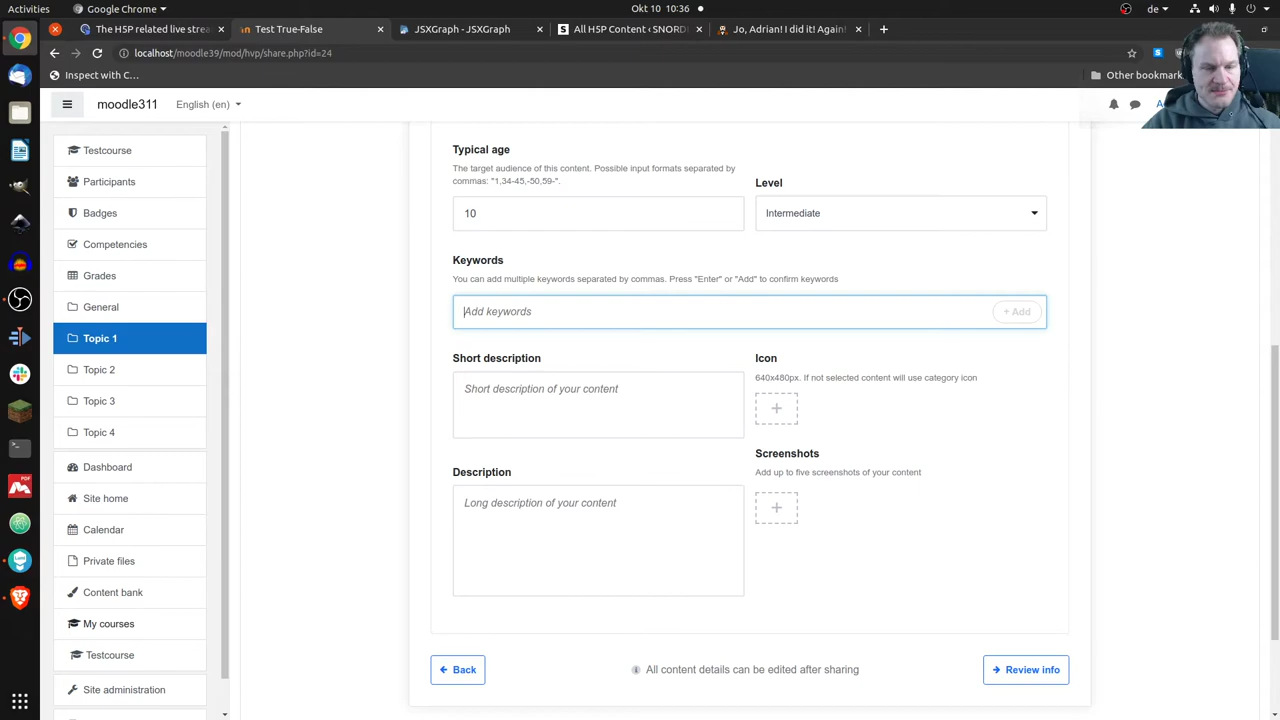 Activities
Google Chrome
Okt 10 10:36
de
The H5P related live strea
Test True-False
JSXGraph - JSXGraph
All H5P Content ‹ SNORD
Jo, Adrian! I did it! Again!
localhost/moodle39/mod/hvp/share.php?id=24
Inspect with C…
Other bookmark
moodle311
English (en)
Testcourse
Participants
Badges
Competencies
Grades
General
Topic 1
Topic 2
Topic 3
Topic 4
Dashboard
Site home
Calendar
Private files
Content bank
My courses
Testcourse
Site administration
Typical age
The target audience of this content. Possible input formats separated by
commas: "1,34-45,-50,59-".
10
Level
Intermediate
Keywords
You can add multiple keywords separated by commas. Press "Enter" or "Add" to confirm keywords
Add keywords
+ Add
Short description
Short description of your content
Icon
640x480px. If not selected content will use category icon
Screenshots
Add up to five screenshots of your content
Description
Long description of your content
Back
All content details can be edited after sharing
Review info